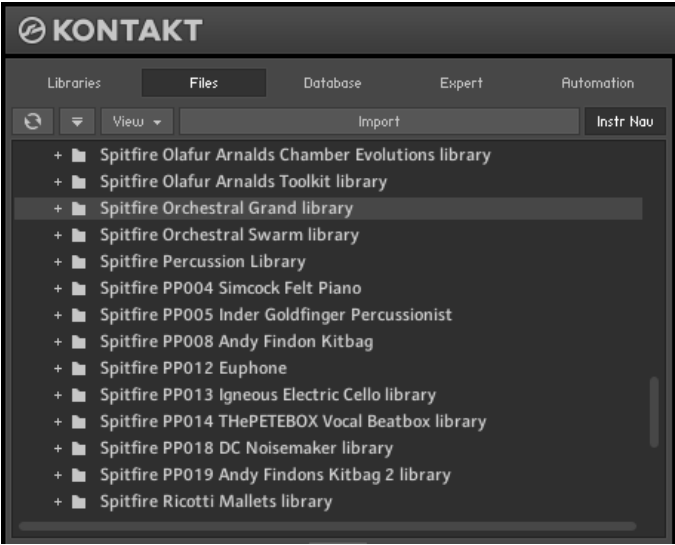 KONTAKT
Libraries Files Database Expert Automation
View Import Instr Nav
+ Spitfire Olafur Arnalds Chamber Evolutions library
+ Spitfire Olafur Arnalds Toolkit library
+ Spitfire Orchestral Grand library
+ Spitfire Orchestral Swarm library
+ Spitfire Percussion Library
+ Spitfire PP004 Simcock Felt Piano
+ Spitfire PP005 Inder Goldfinger Percussionist
+ Spitfire PP008 Andy Findon Kitbag
+ Spitfire PP012 Euphone
+ Spitfire PP013 Igneous Electric Cello library
+ Spitfire PP014 THePETEBOX Vocal Beatbox library
+ Spitfire PP018 DC Noisemaker library
+ Spitfire PP019 Andy Findons Kitbag 2 library
+ Spitfire Ricotti Mallets library